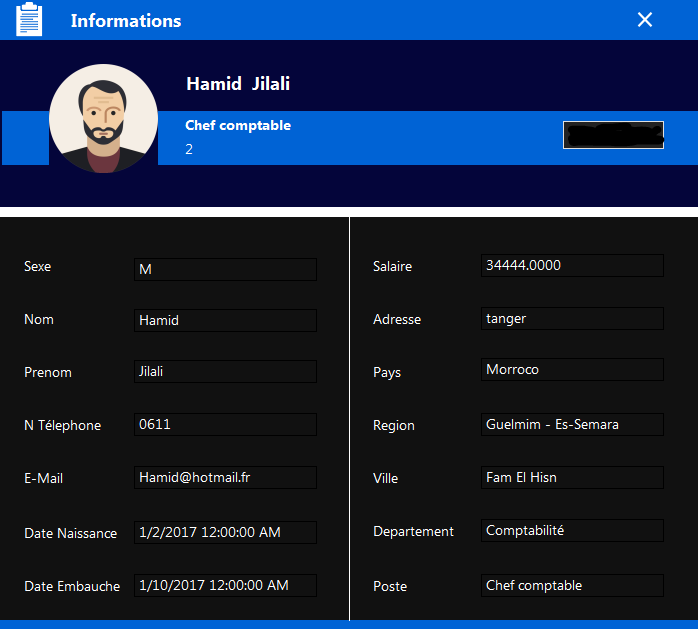 Informations
Hamid Jilali
Chef comptable
2
Sexe M
Nom Hamid
Prenom Jilali
N Télephone 0611
E-Mail Hamid@hotmail.fr
Date Naissance 1/2/2017 12:00:00 AM
Date Embauche 1/10/2017 12:00:00 AM
Salaire 34444.0000
Adresse tanger
Pays Morroco
Region Guelmim - Es-Semara
Ville Fam El Hisn
Departement Comptabilité
Poste Chef comptable